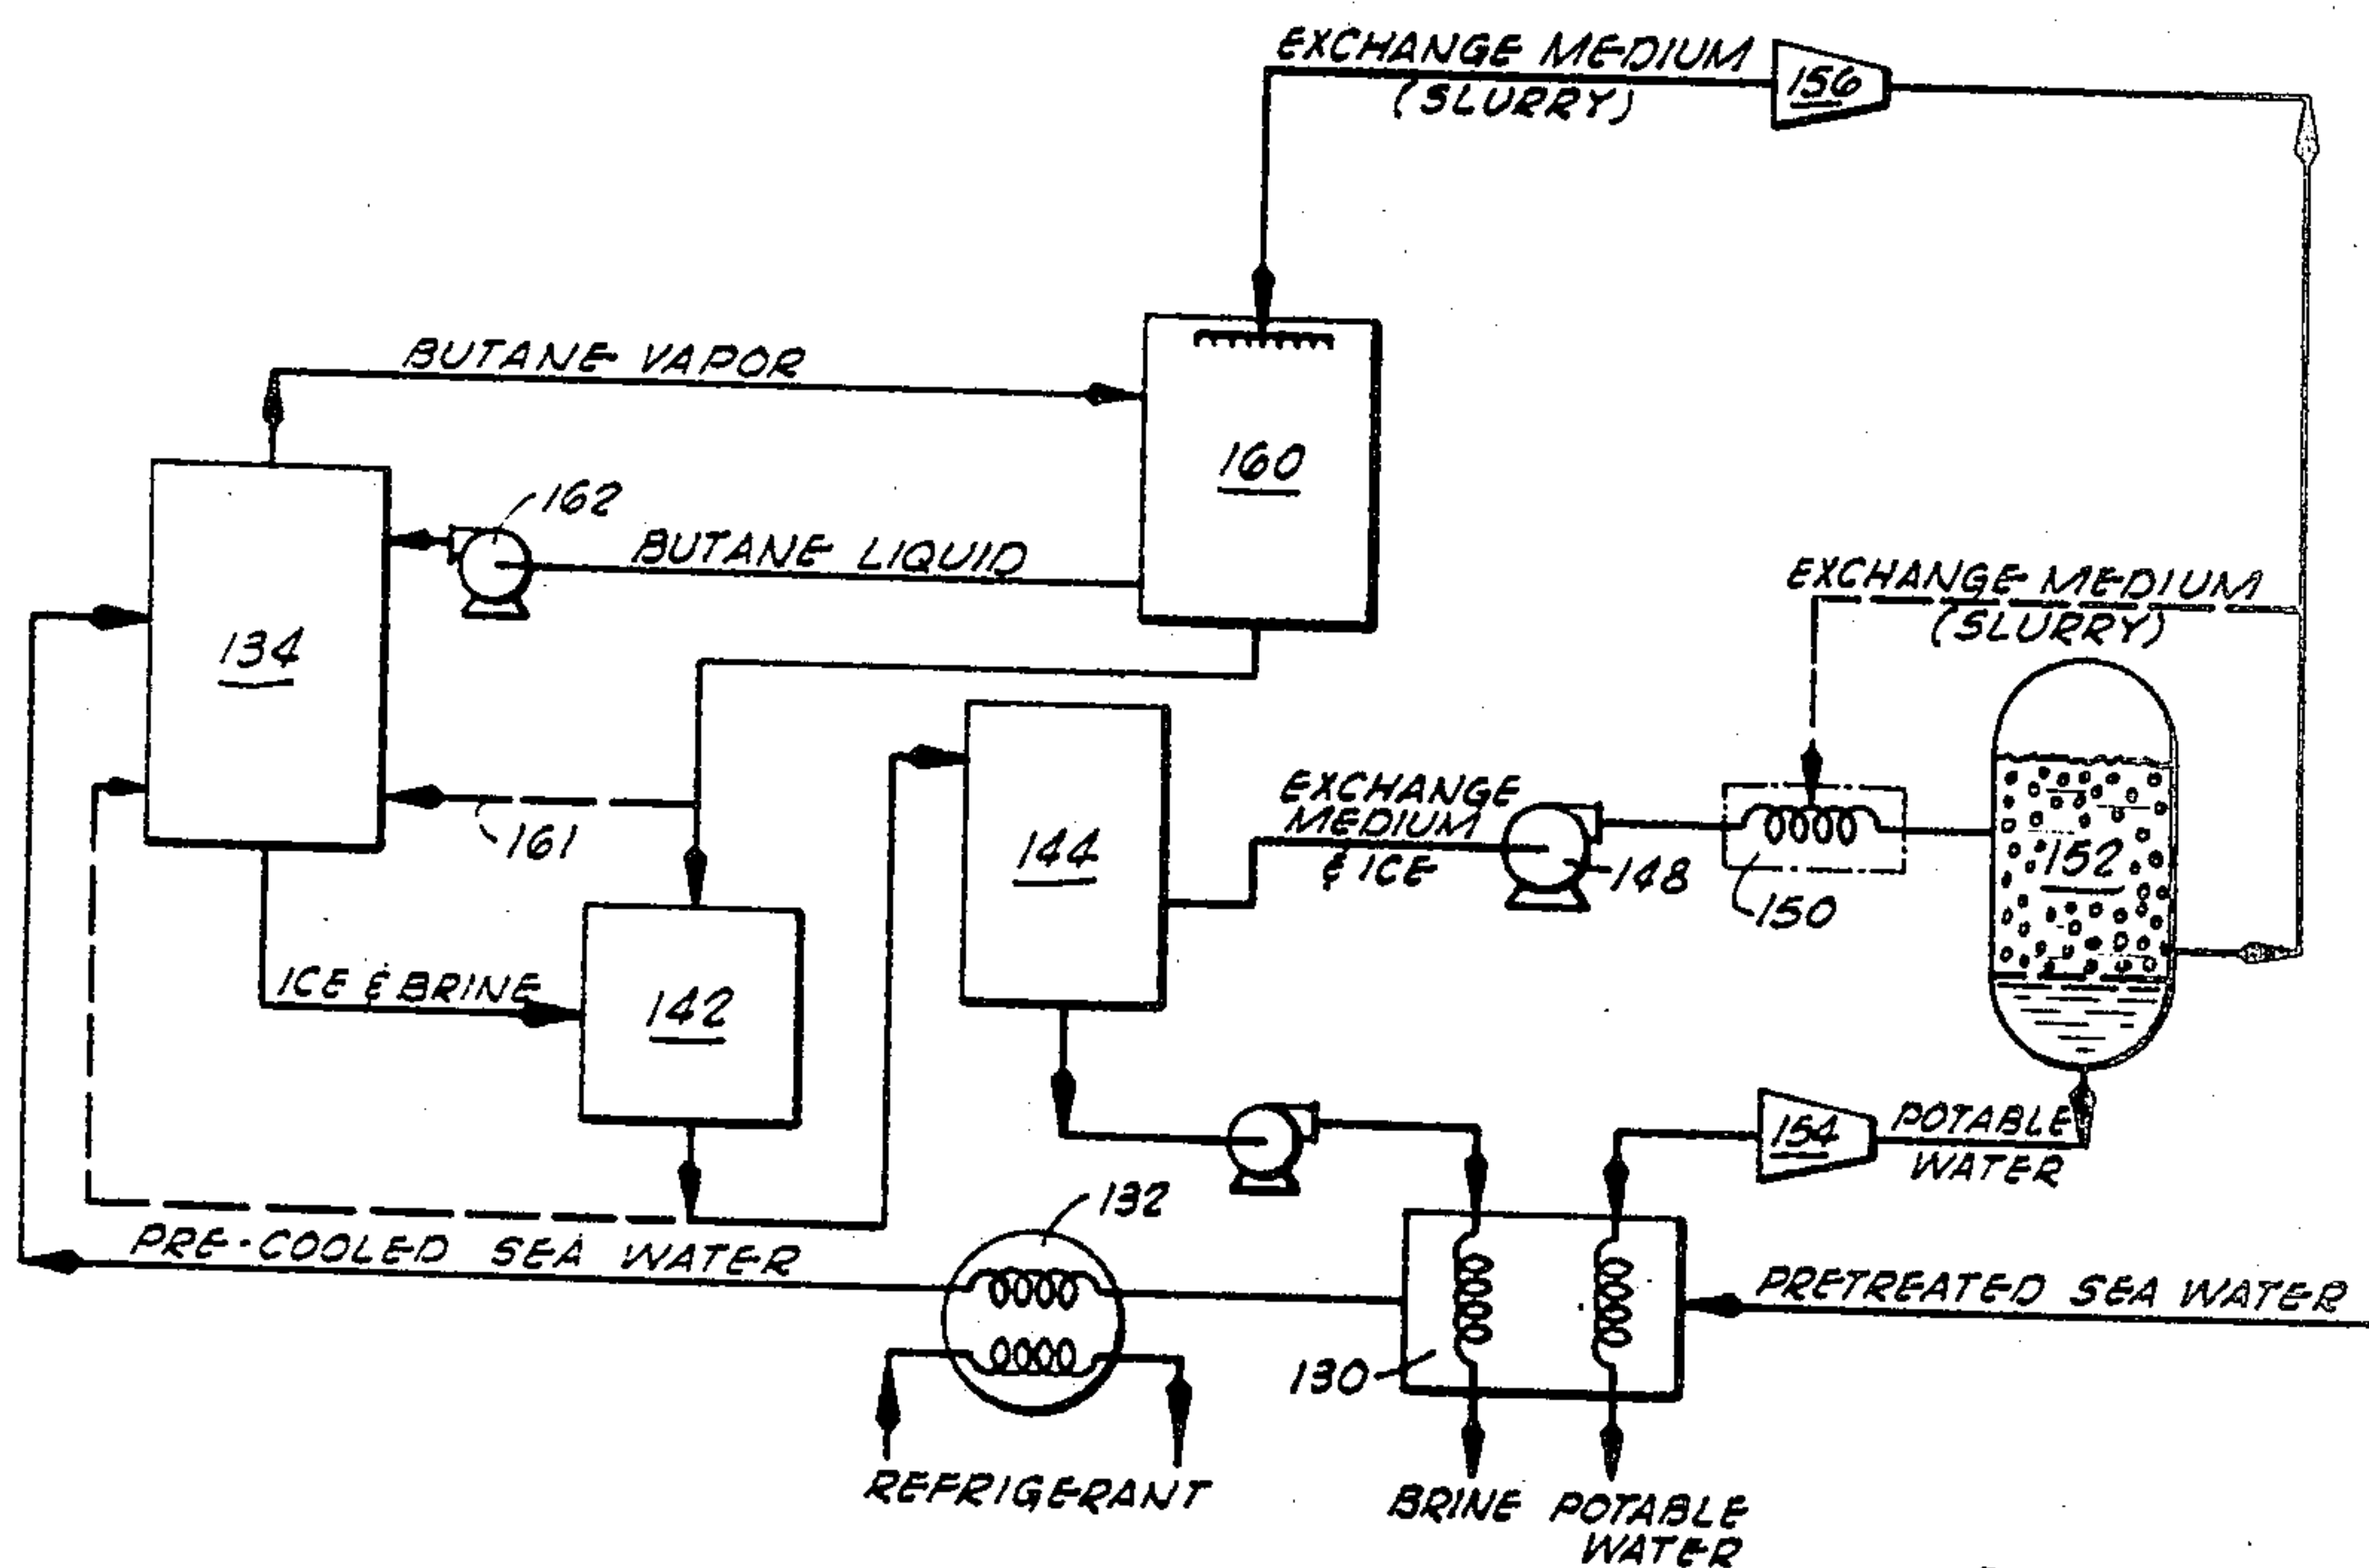 EXCHANGE MEDIUM
(SLURRY)
156
BUTANE VAPOR
160
162
BUTANE LIQUID
134
EXCHANGE MEDIUM
(SLURRY)
161
144
EXCHANGE
MEDIUM
& ICE
148
150
152
ICE & BRINE
142
154
POTABLE
WATER
132
PRE-COOLED SEA WATER
PRETREATED SEA WATER
130
REFRIGERANT
BRINE
POTABLE
WATER